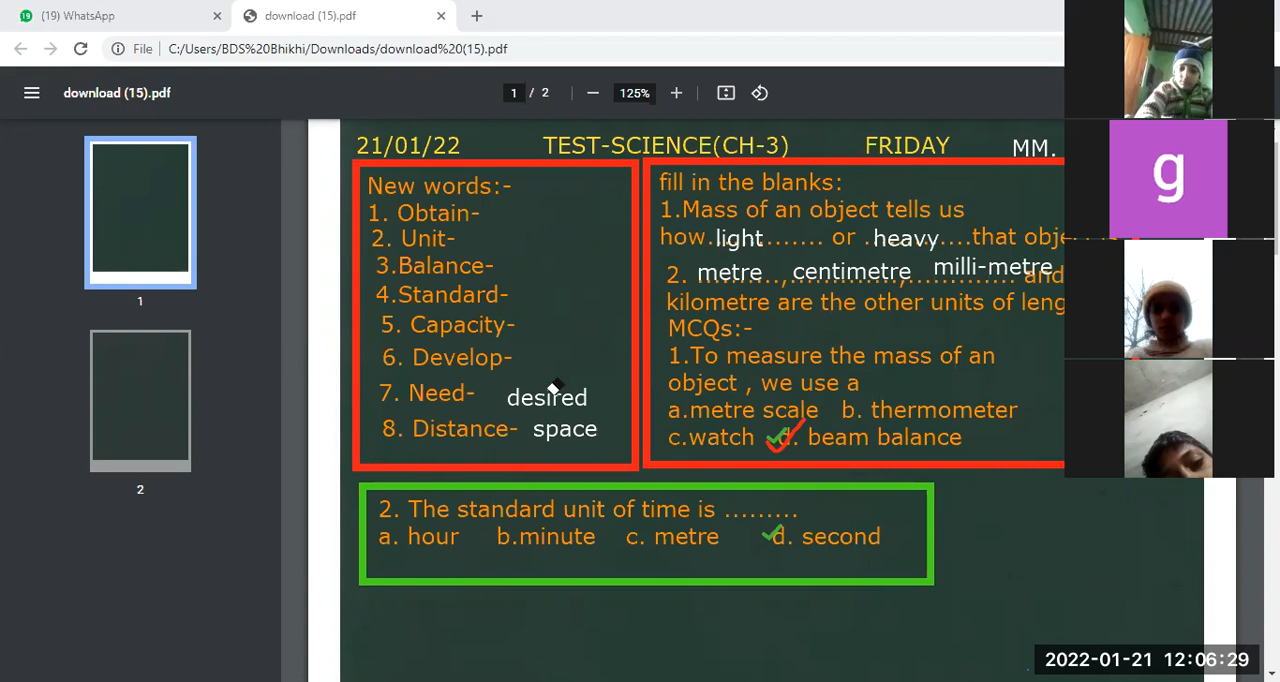 (19) WhatsApp
download (15).pdf
File C:/Users/BDS%20Bhikhi/Downloads/download%20(15).pdf
download (15).pdf
1 / 2
125%
1
2
21/01/22 TEST-SCIENCE(CH-3) FRIDAY MM.
New words:-
1. Obtain-
2. Unit-
3.Balance-
4.Standard-
5. Capacity-
6. Develop-
7. Need- desired
8. Distance- space
fill in the blanks:
1.Mass of an object tells us
how... light ... or ... heavy ...that obje
2. metre , centimetre , milli-metre and
kilometre are the other units of leng
MCQs:-
1.To measure the mass of an
object , we use a
a.metre scale b. thermometer
c.watch d. beam balance
2. The standard unit of time is .........
a. hour b.minute c. metre d. second
g
2022-01-21 12:06:29